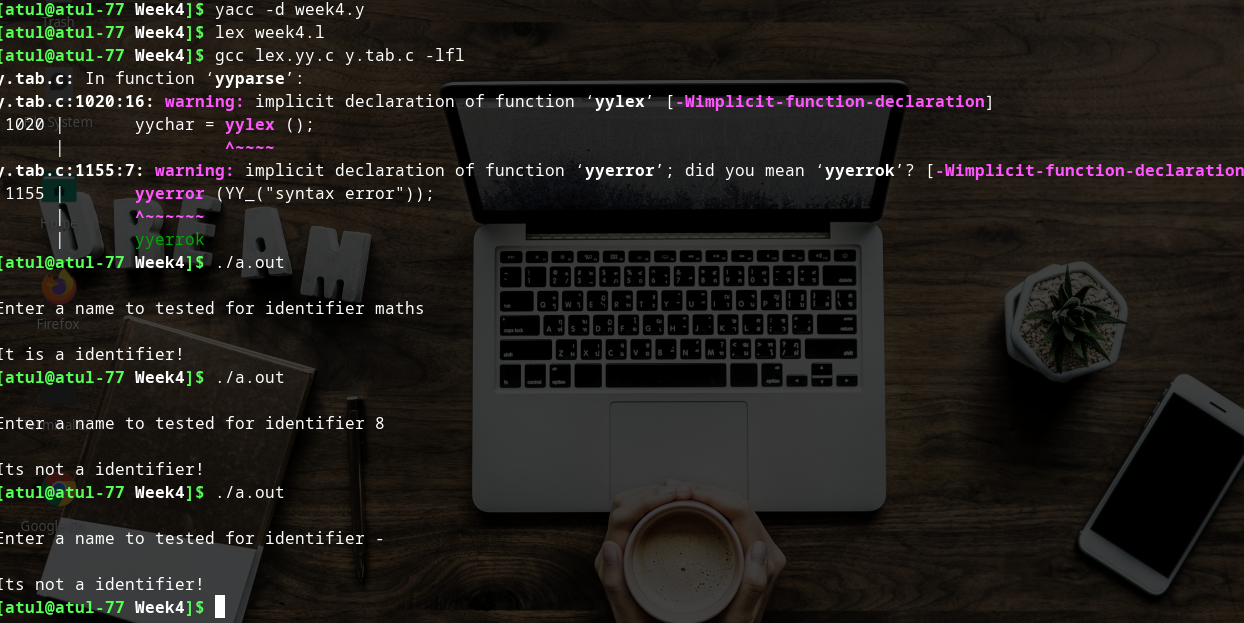 [atul@atul-77 Week4]$ yacc -d week4.y
[atul@atul-77 Week4]$ lex week4.l
[atul@atul-77 Week4]$ gcc lex.yy.c y.tab.c -lfl
y.tab.c: In function ‘yyparse’:
y.tab.c:1020:16: warning: implicit declaration of function ‘yylex’ [-Wimplicit-function-declaration]
1020 | yychar = yylex ();
| ^~~~~
y.tab.c:1155:7: warning: implicit declaration of function ‘yyerror’; did you mean ‘yyerrok’? [-Wimplicit-function-declaration
1155 | yyerror (YY_("syntax error"));
| ^~~~~~~
| yyerrok
[atul@atul-77 Week4]$ ./a.out
Enter a name to tested for identifier maths
It is a identifier!
[atul@atul-77 Week4]$ ./a.out
Enter a name to tested for identifier 8
Its not a identifier!
[atul@atul-77 Week4]$ ./a.out
Enter a name to tested for identifier -
Its not a identifier!
[atul@atul-77 Week4]$
Trash
System
DREAM
Firefox